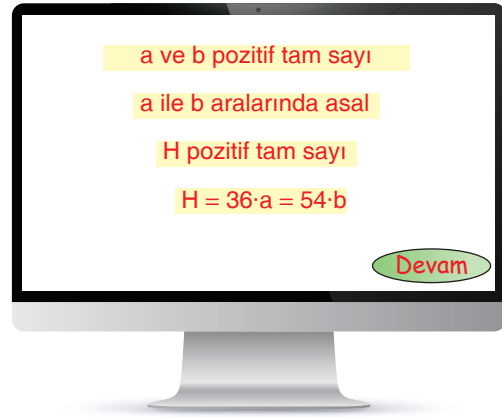 a ve b pozitif tam sayı
a ile b aralarında asal
H pozitif tam sayı
H = 36·a = 54·b
Devam